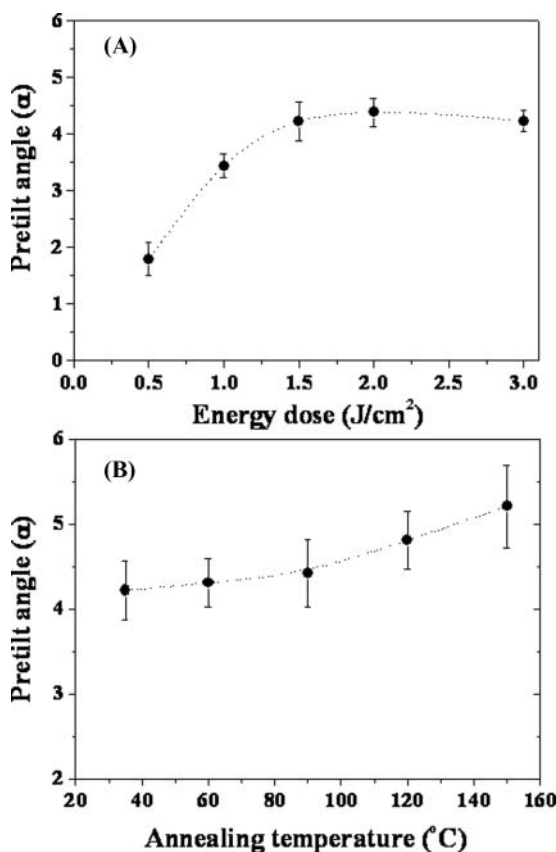 (A)
Pretilt angle (α)
6
5
4
3
2
1
0
0.0 0.5 1.0 1.5 2.0 2.5 3.0
Energy dose (J/cm²)
(B)
Pretilt angle (α)
6
5
4
3
2
20 40 60 80 100 120 140 160
Annealing temperature (°C)